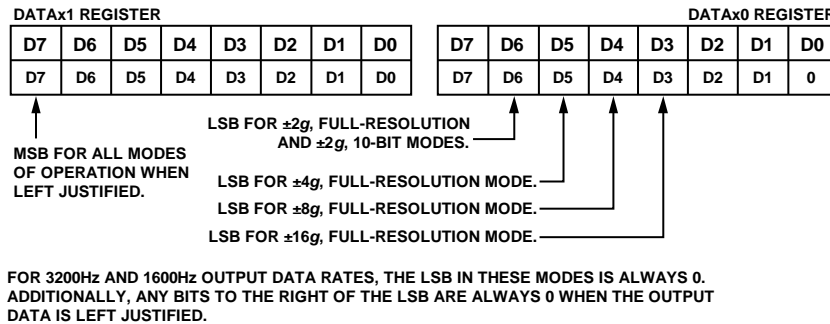 DATAx1 REGISTER DATAx0 REGISTER
D7 D6 D5 D4 D3 D2 D1 D0 D7 D6 D5 D4 D3 D2 D1 D0
D7 D6 D5 D4 D3 D2 D1 D0 D7 D6 D5 D4 D3 D2 D1 0
MSB FOR ALL MODES
OF OPERATION WHEN
LEFT JUSTIFIED.
LSB FOR ±2g, FULL-RESOLUTION
AND ±2g, 10-BIT MODES.
LSB FOR ±4g, FULL-RESOLUTION MODE.
LSB FOR ±8g, FULL-RESOLUTION MODE.
LSB FOR ±16g, FULL-RESOLUTION MODE.
FOR 3200Hz AND 1600Hz OUTPUT DATA RATES, THE LSB IN THESE MODES IS ALWAYS 0.
ADDITIONALLY, ANY BITS TO THE RIGHT OF THE LSB ARE ALWAYS 0 WHEN THE OUTPUT
DATA IS LEFT JUSTIFIED.